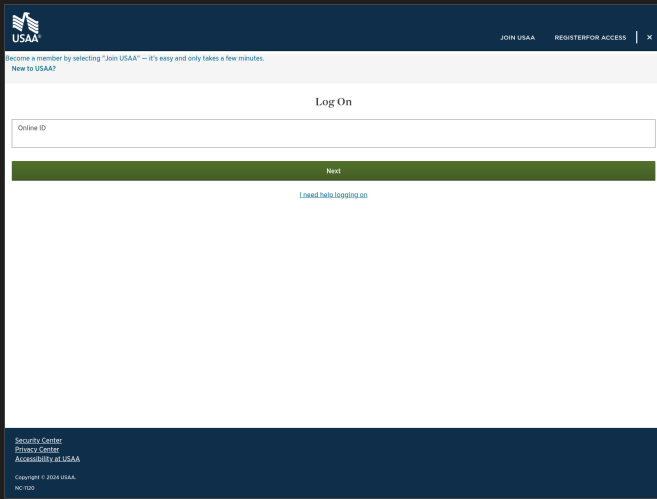 USAA®
JOIN USAA
REGISTERFOR ACCESS
Become a member by selecting "Join USAA" — it's easy and only takes a few minutes.
New to USAA?
Log On
Online ID
Next
I need help logging on
Security Center
Privacy Center
Accessibility at USAA
Copyright © 2024 USAA.
NC-1120